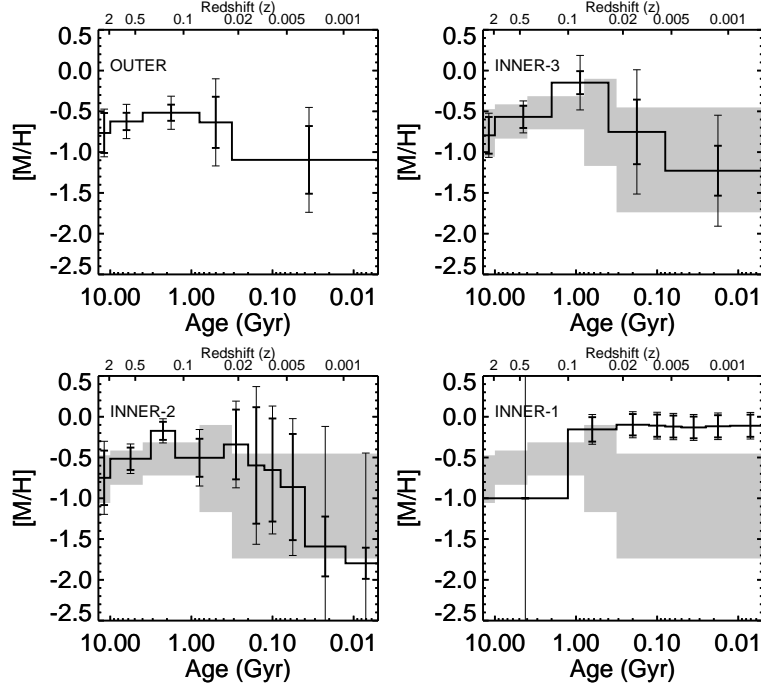 Redshift (z) Redshift (z)
2 0.5 0.1 0.02 0.005 0.001 2 0.5 0.1 0.02 0.005 0.001
0.5 0.5
OUTER INNER-3
0.0 0.0
-0.5 -0.5
[M/H] [M/H]
-1.0 -1.0
-1.5 -1.5
-2.0 -2.0
-2.5 -2.5
10.00 1.00 0.10 0.01 10.00 1.00 0.10 0.01
Age (Gyr) Age (Gyr)
Redshift (z) Redshift (z)
2 0.5 0.1 0.02 0.005 0.001 2 0.5 0.1 0.02 0.005 0.001
0.5 0.5
INNER-2 INNER-1
0.0 0.0
-0.5 -0.5
[M/H] [M/H]
-1.0 -1.0
-1.5 -1.5
-2.0 -2.0
-2.5 -2.5
10.00 1.00 0.10 0.01 10.00 1.00 0.10 0.01
Age (Gyr) Age (Gyr)